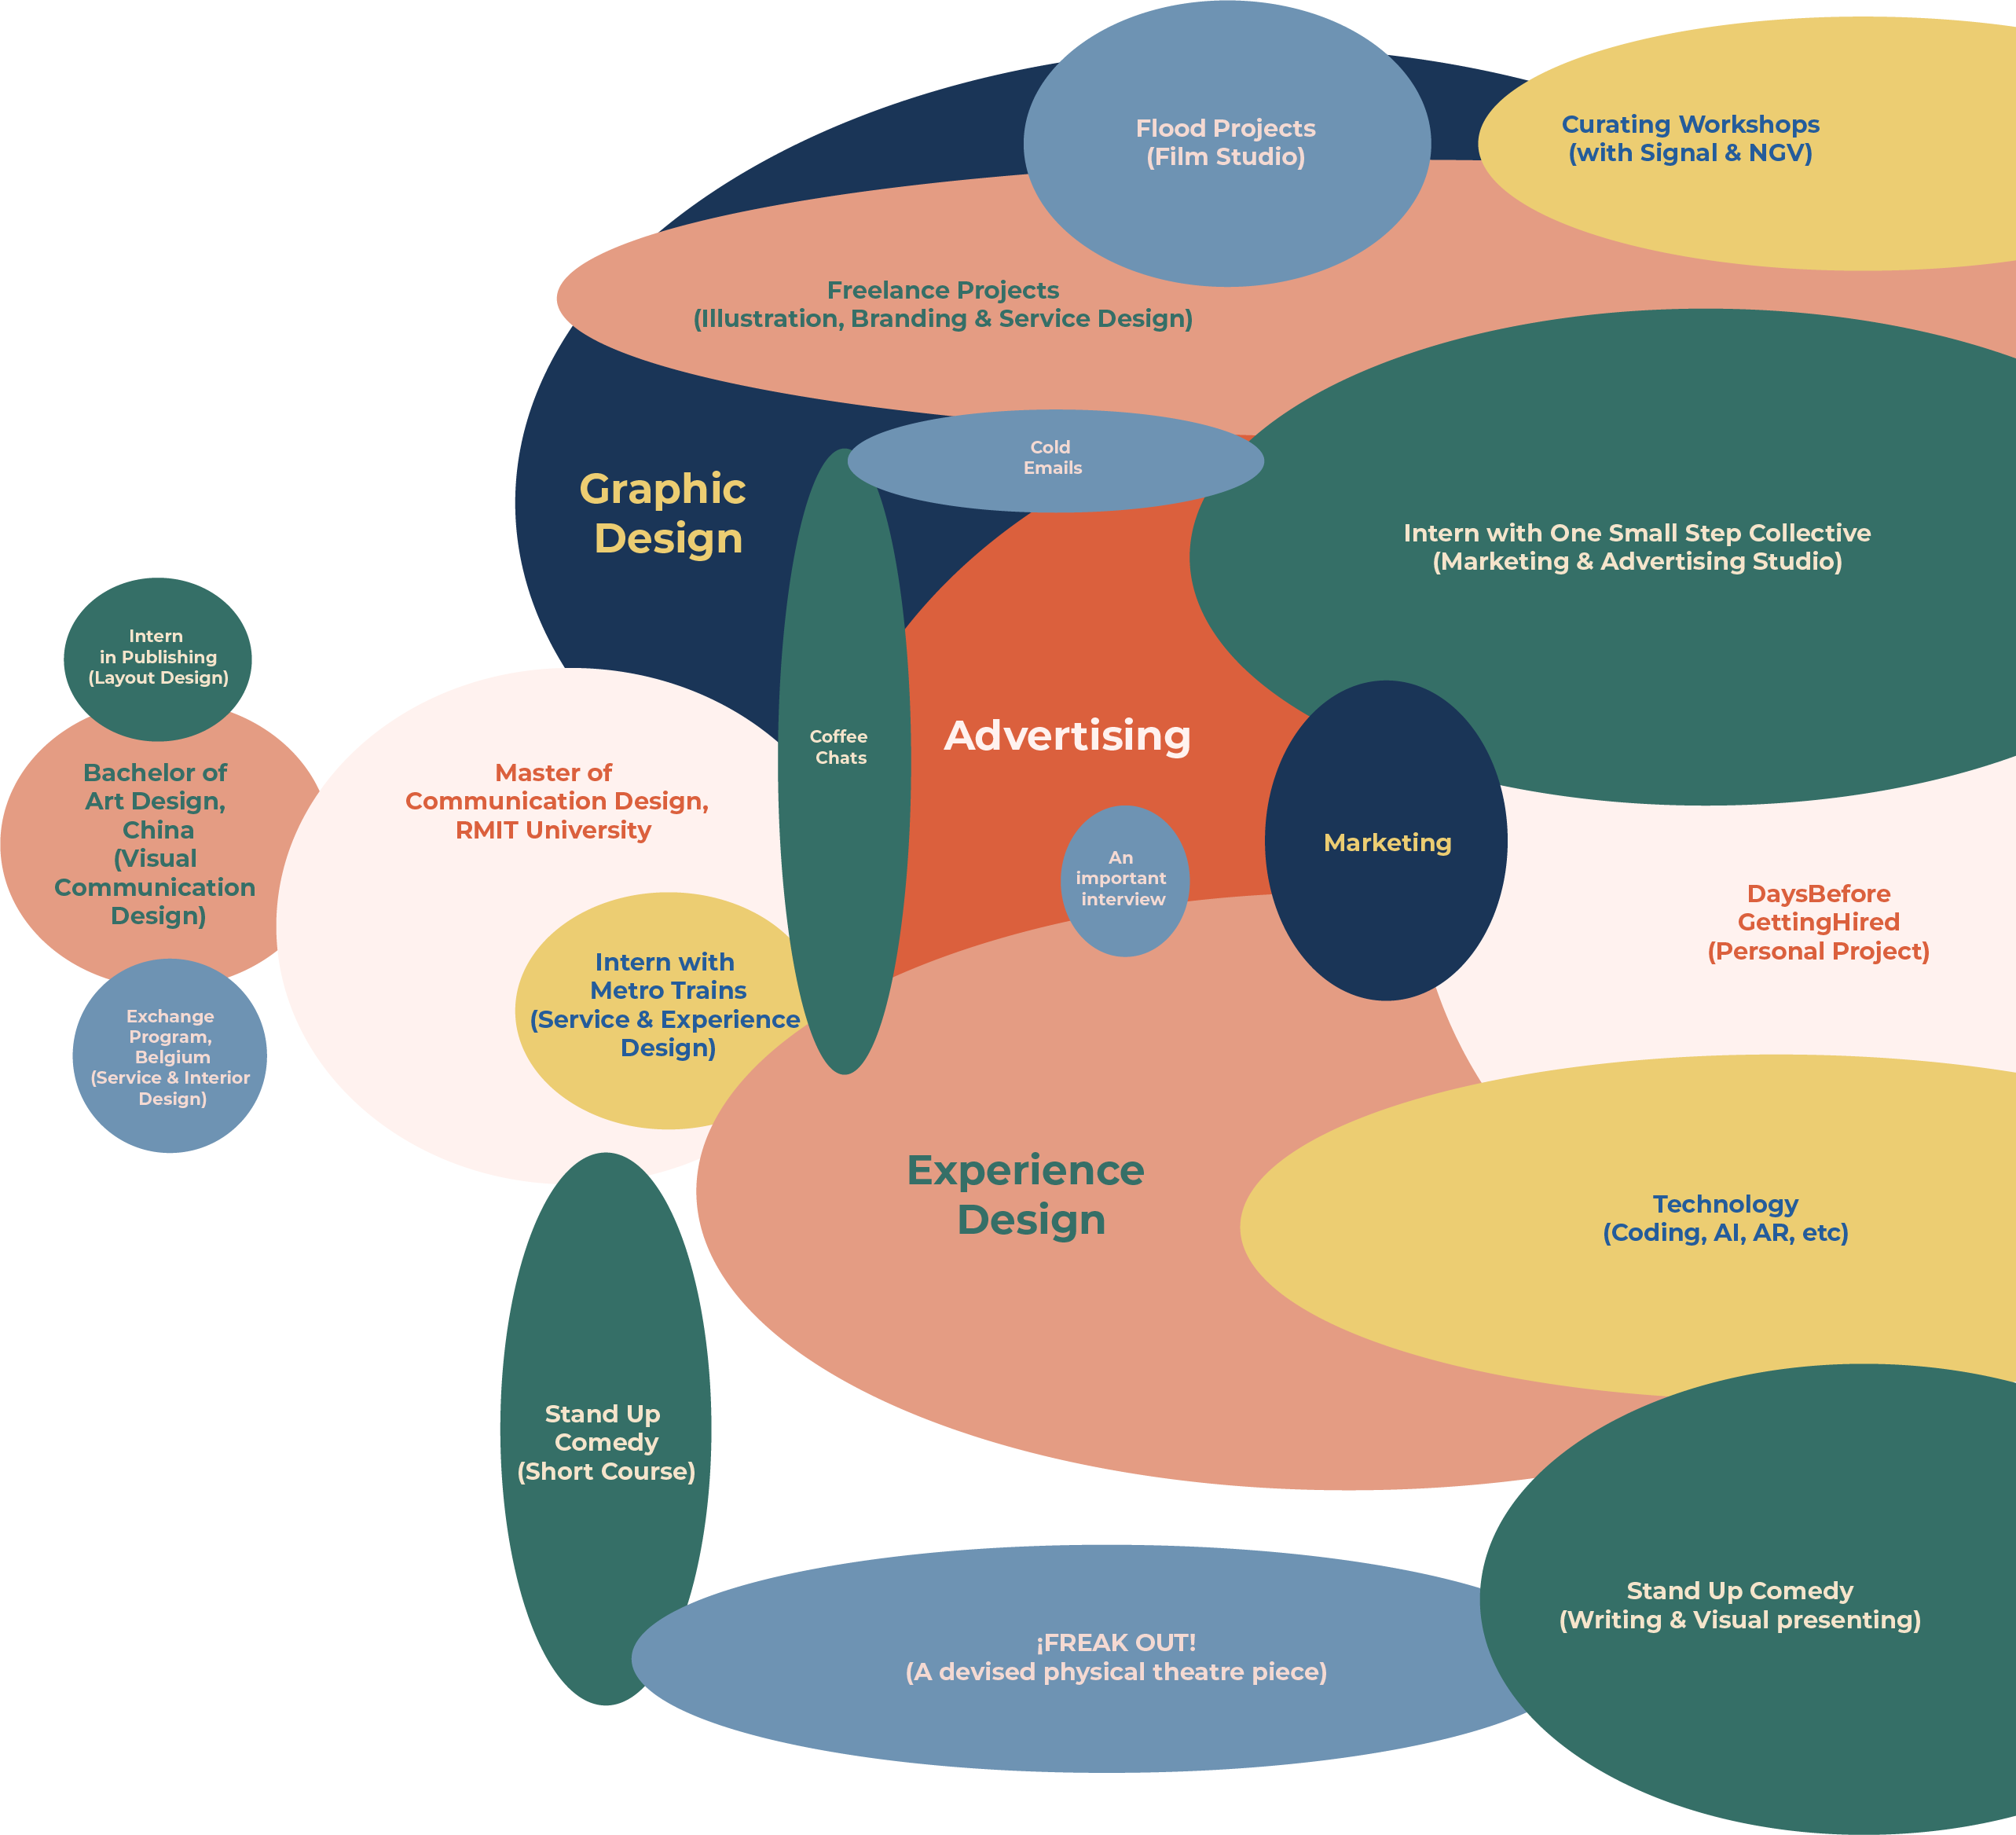 Flood Projects
(Film Studio)
Curating Workshops
(with Signal & NGV)
Freelance Projects
(Illustration, Branding & Service Design)
Cold
Emails
Graphic
Design
Intern with One Small Step Collective
(Marketing & Advertising Studio)
Intern
in Publishing
(Layout Design)
Coffee
Chats
Advertising
Bachelor of
Art Design,
China
(Visual
Communication
Design)
Master of
Communication Design,
RMIT University
An
important
interview
Marketing
DaysBefore
GettingHired
(Personal Project)
Intern with
Metro Trains
(Service & Experience
Design)
Exchange
Program,
Belgium
(Service & Interior
Design)
Experience
Design
Technology
(Coding, AI, AR, etc)
Stand Up
Comedy
(Short Course)
Stand Up Comedy
(Writing & Visual presenting)
¡FREAK OUT!
(A devised physical theatre piece)